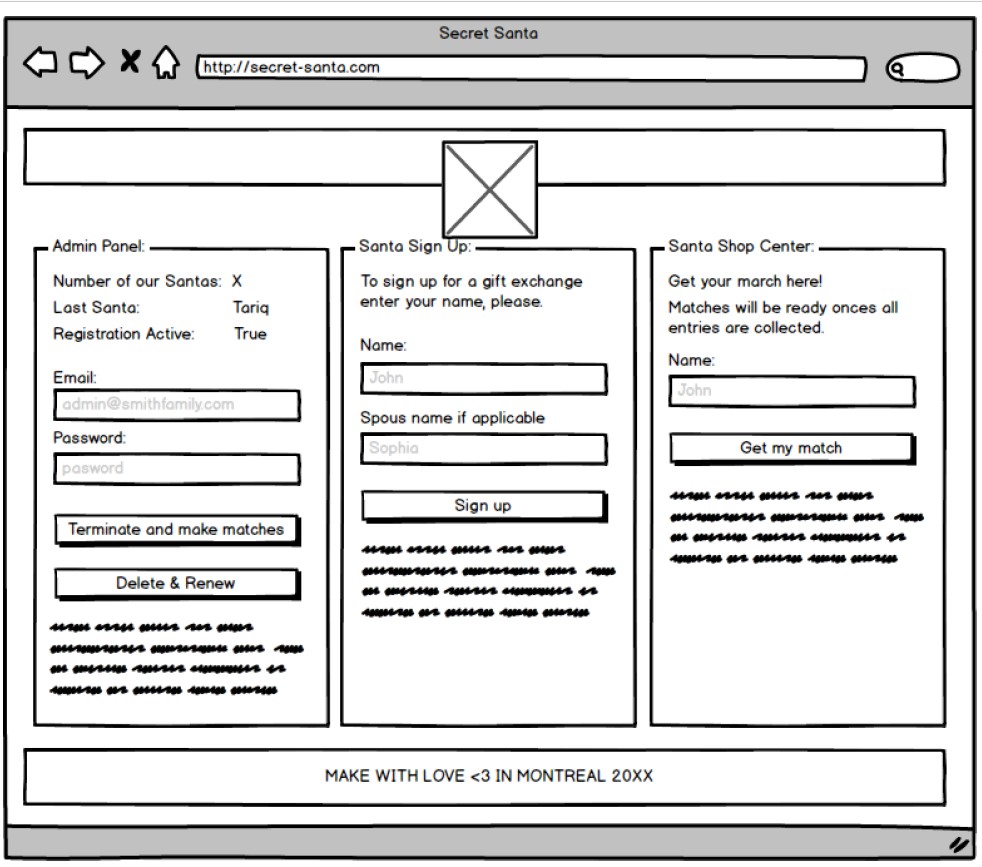 Secret Santa
http://secret-santa.com
Admin Panel:
Number of our Santas: X
Last Santa: Tariq
Registration Active: True
Email:
admin@smithfamily.com
Password:
pasword
Terminate and make matches
Delete & Renew
Santa Sign Up:
To sign up for a gift exchange
enter your name, please.
Name:
John
Spous name if applicable
Sophia
Sign up
Santa Shop Center:
Get your march here!
Matches will be ready onces all
entries are collected.
Name:
John
Get my match
MAKE WITH LOVE <3 IN MONTREAL 20XX